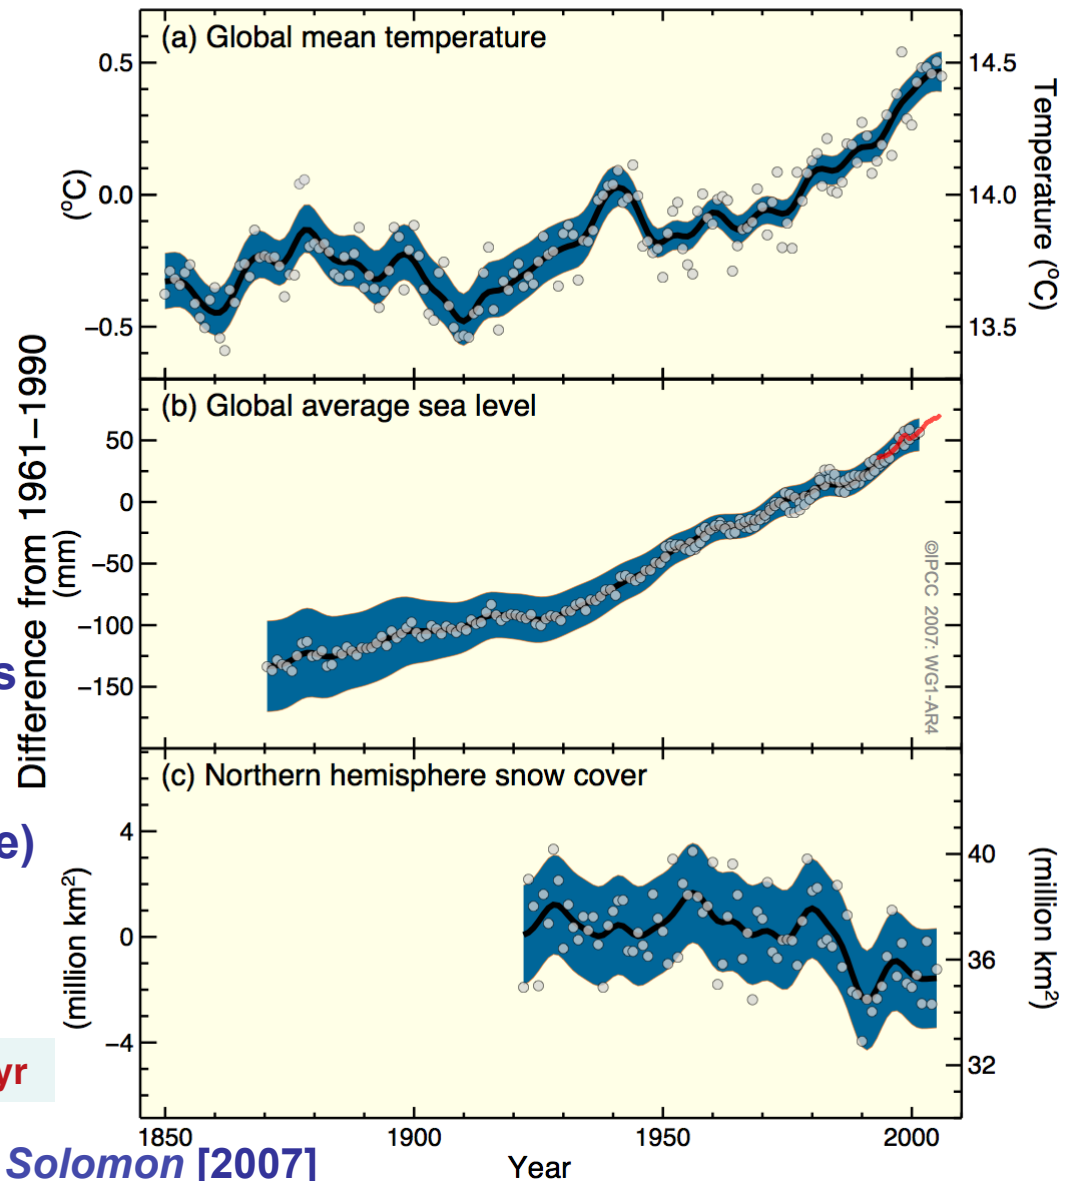 (a) Global mean temperature
0.5
0.0
−0.5
(°C)
14.5
14.0
13.5
Temperature (°C)
Difference from 1961−1990
(b) Global average sea level
50
0
−50
−100
−150
(mm)
©IPCC 2007: WG1-AR4
s
(c) Northern hemisphere snow cover
4
0
−4
(million km²)
40
36
32
(million km²)
e)
yr
1850
1900
1950
2000
Year
Solomon [2007]